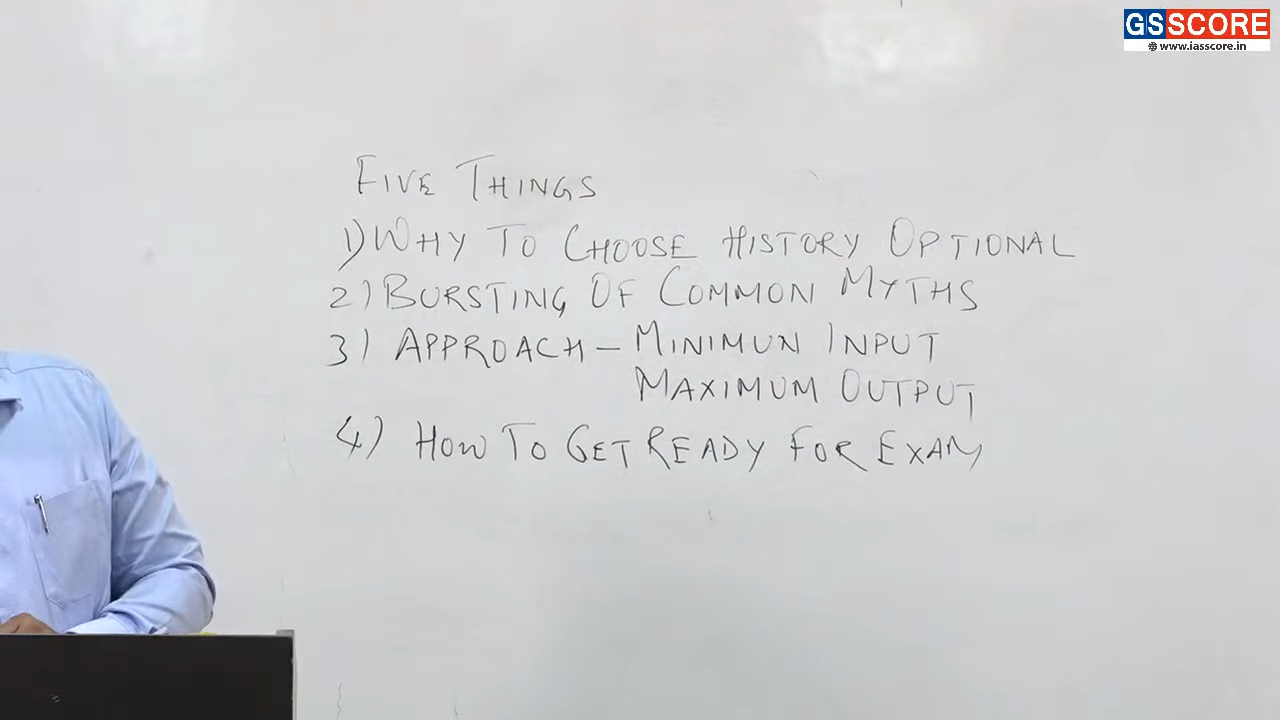 GSSCORE
www.iasscore.in
FIVE THINGS
1) WHY TO CHOOSE HISTORY OPTIONAL
2) BURSTING OF COMMON MYTHS
3) APPROACH – MINIMUN INPUT
MAXIMUM OUTPUT
4) HOW TO GET READY FOR EXAM